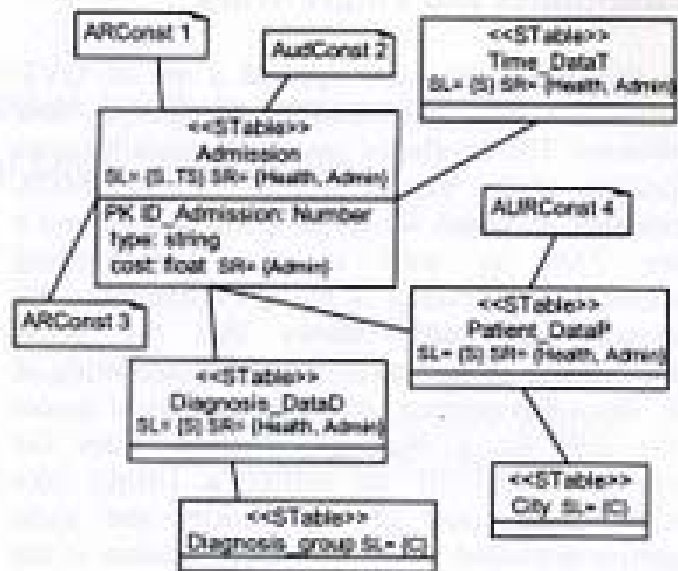 ARConst 1
AudConst 2
<<STable>>
Time_DataT
SL= {S} SR= {Health, Admin}
<<STable>>
Admission
SL= {S..TS} SR= {Health, Admin}
PK ID_Admission: Number
type: string
cost: float SR= {Admin}
AURConst 4
ARConst 3
<<STable>>
Patient_DataP
SL= {S} SR= {Health, Admin}
<<STable>>
Diagnosis_DataD
SL= {S} SR= {Health, Admin}
<<STable>>
City SL= {C}
<<STable>>
Diagnosis_group SL= {C}